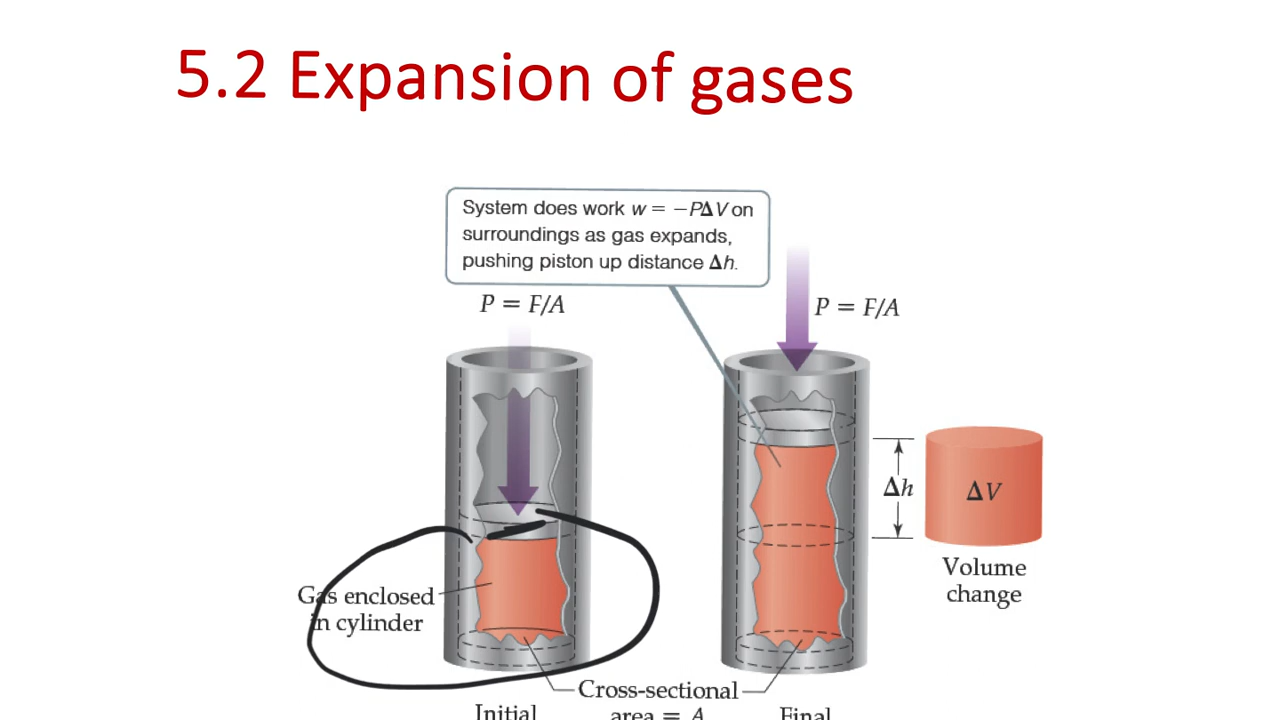 5.2 Expansion of gases
System does work w = −PΔV on
surroundings as gas expands,
pushing piston up distance Δh.
P = F/A
P = F/A
Δh
ΔV
Volume
change
Gas enclosed
in cylinder
Cross-sectional
area = A
Initial
Final